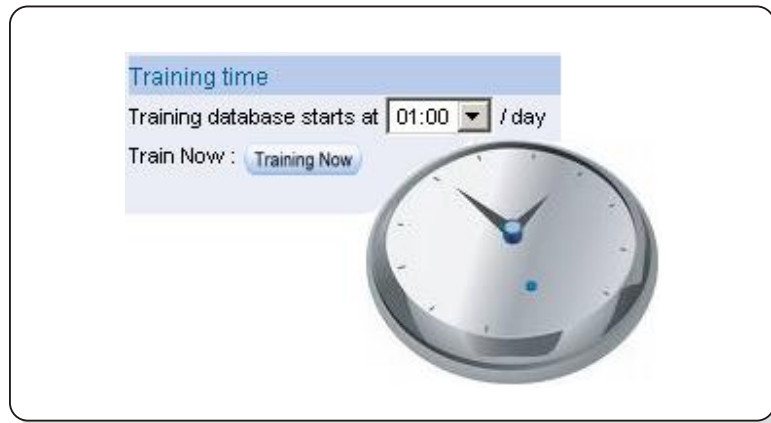 Training time
Training database starts at 01:00 / day
Train Now : Training Now